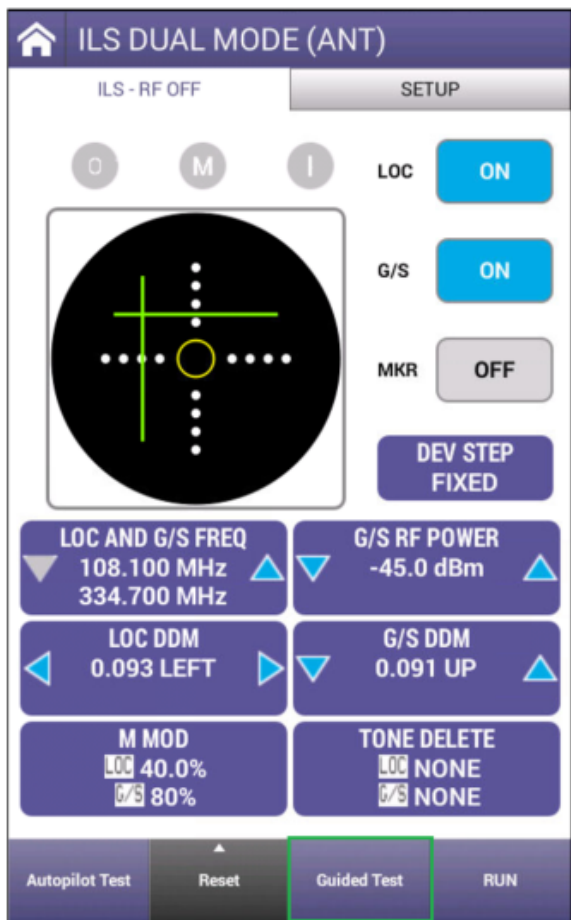 ILS DUAL MODE (ANT)
ILS - RF OFF
SETUP
O M I
LOC ON
G/S ON
MKR OFF
DEV STEP
FIXED
LOC AND G/S FREQ
108.100 MHz
334.700 MHz
G/S RF POWER
-45.0 dBm
LOC DDM
0.093 LEFT
G/S DDM
0.091 UP
M MOD
LOC 40.0%
G/S 80%
TONE DELETE
LOC NONE
G/S NONE
Autopilot Test
Reset
Guided Test
RUN